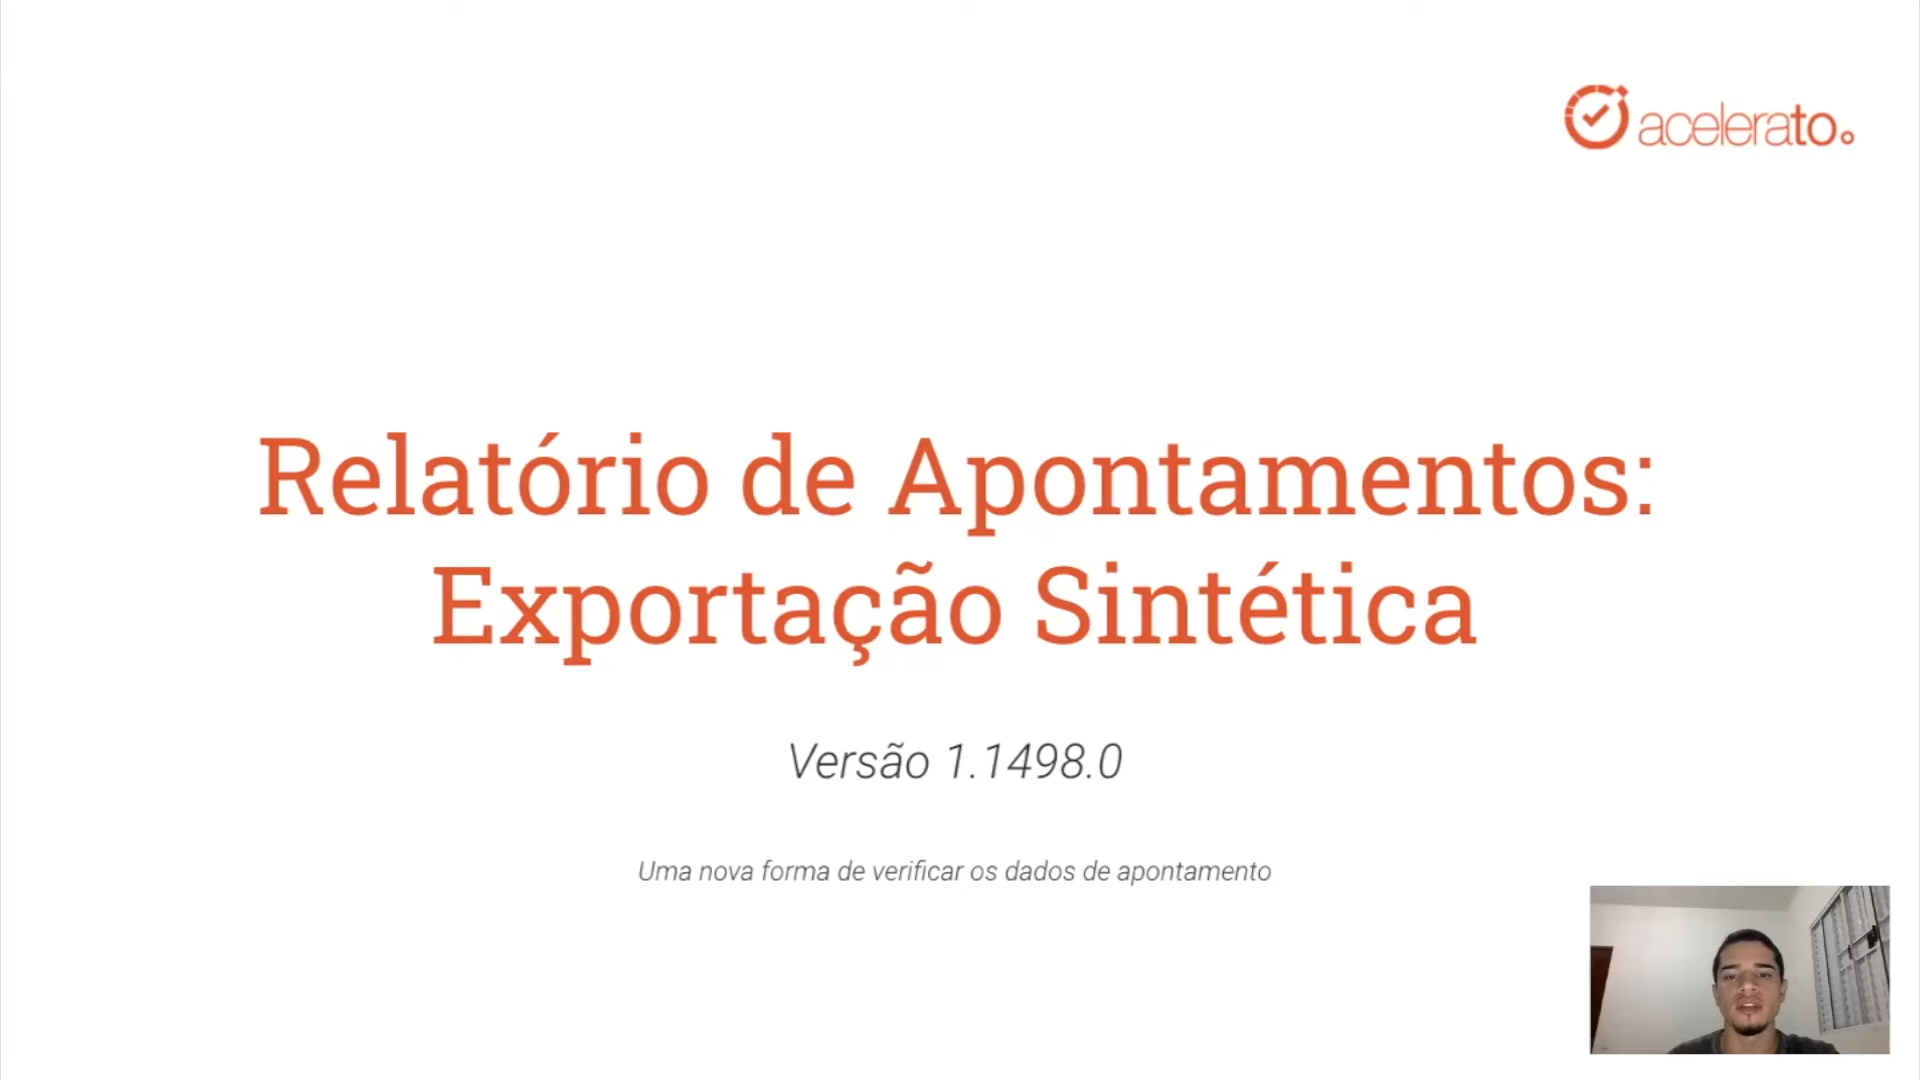 acelerato.
Relatório de Apontamentos:
Exportação Sintética
Versão 1.1498.0
Uma nova forma de verificar os dados de apontamento